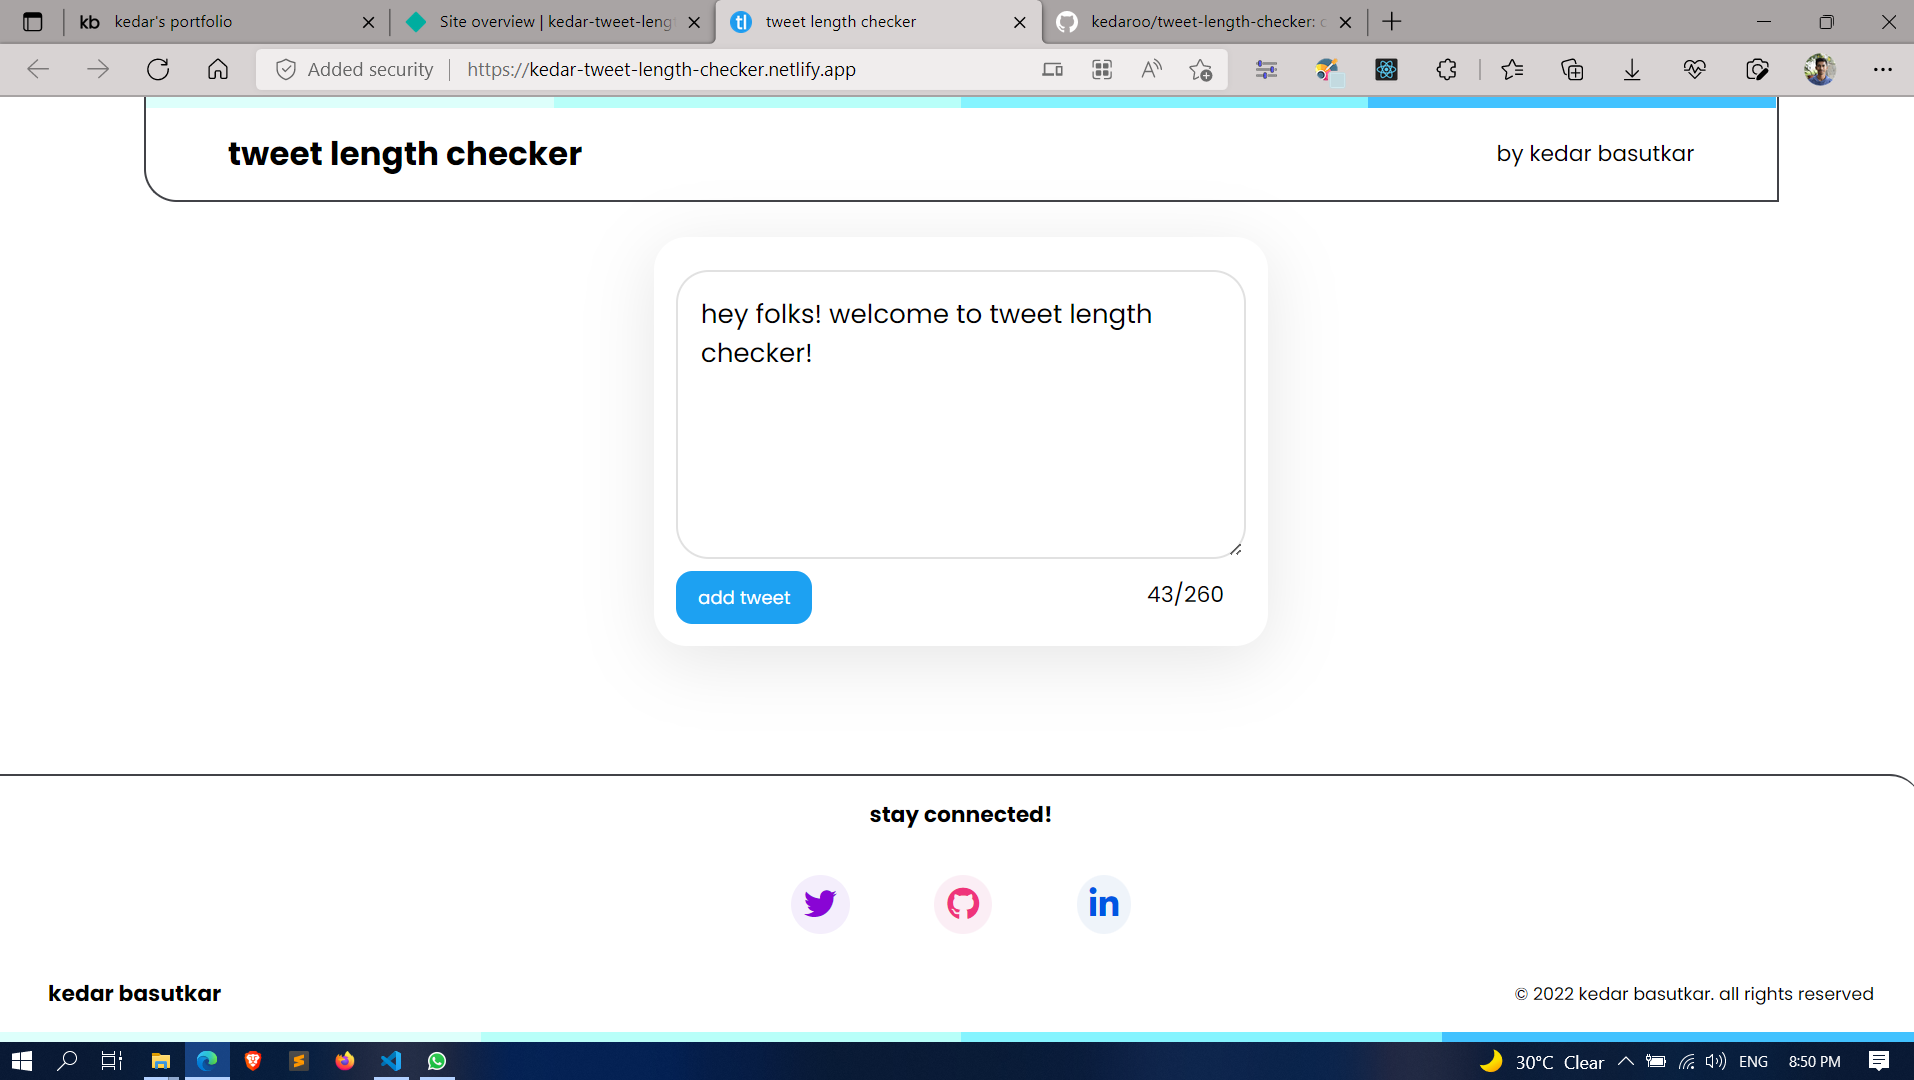 kb kedar's portfolio
Site overview | kedar-tweet-leng
tl tweet length checker
kedaroo/tweet-length-checker: c
Added security
https://kedar-tweet-length-checker.netlify.app
tweet length checker
by kedar basutkar
hey folks! welcome to tweet length
checker!
add tweet
43/260
stay connected!
in
kedar basutkar
© 2022 kedar basutkar. all rights reserved
30°C Clear
ENG
8:50 PM